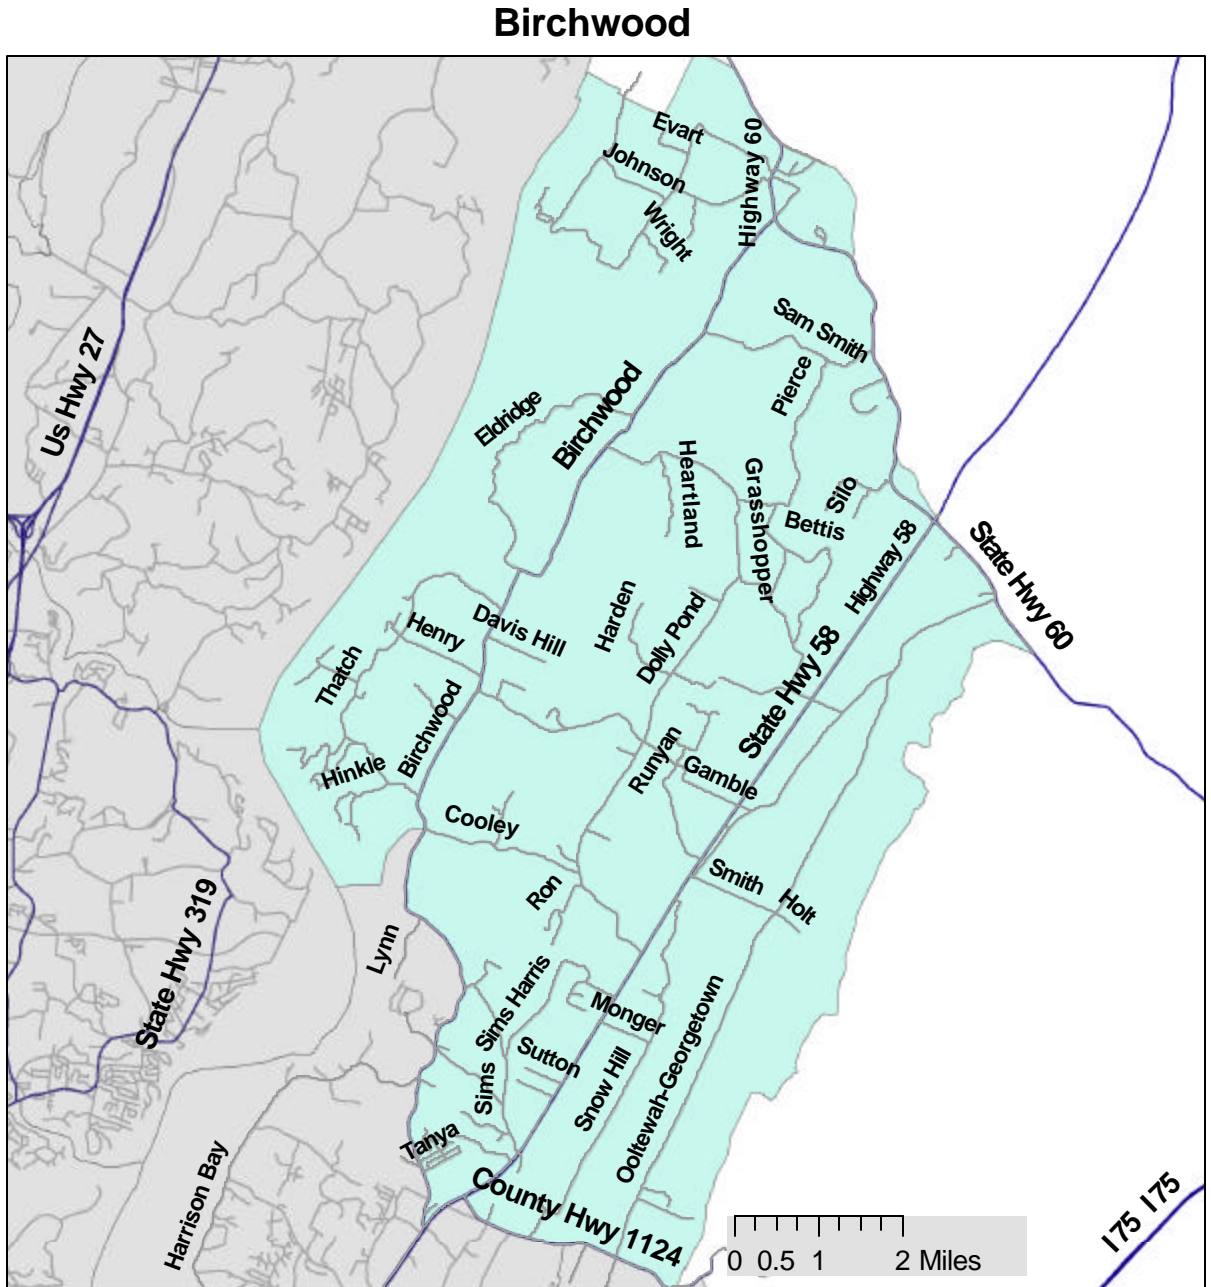 Birchwood
Evart
Highway 60
Johnson
Wright
Sam Smith
Us Hwy 27
Pierce
Eldridge
Birchwood
Heartland
Grasshopper
Silo
Bettis
Highway 58
State Hwy 60
Harden
Dolly Pond
Davis Hill
Henry
Thatch
State Hwy 58
Birchwood
Runyan
Hinkle
Gamble
Cooley
Smith
Holt
Ron
State Hwy 319
Lynn
Sims Harris
Monger
Sutton
Sims
Snow Hill
Ooltewah-Georgetown
Tanya
Harrison Bay
County Hwy 1124
I 75 I 75
0 0.5 1 2 Miles